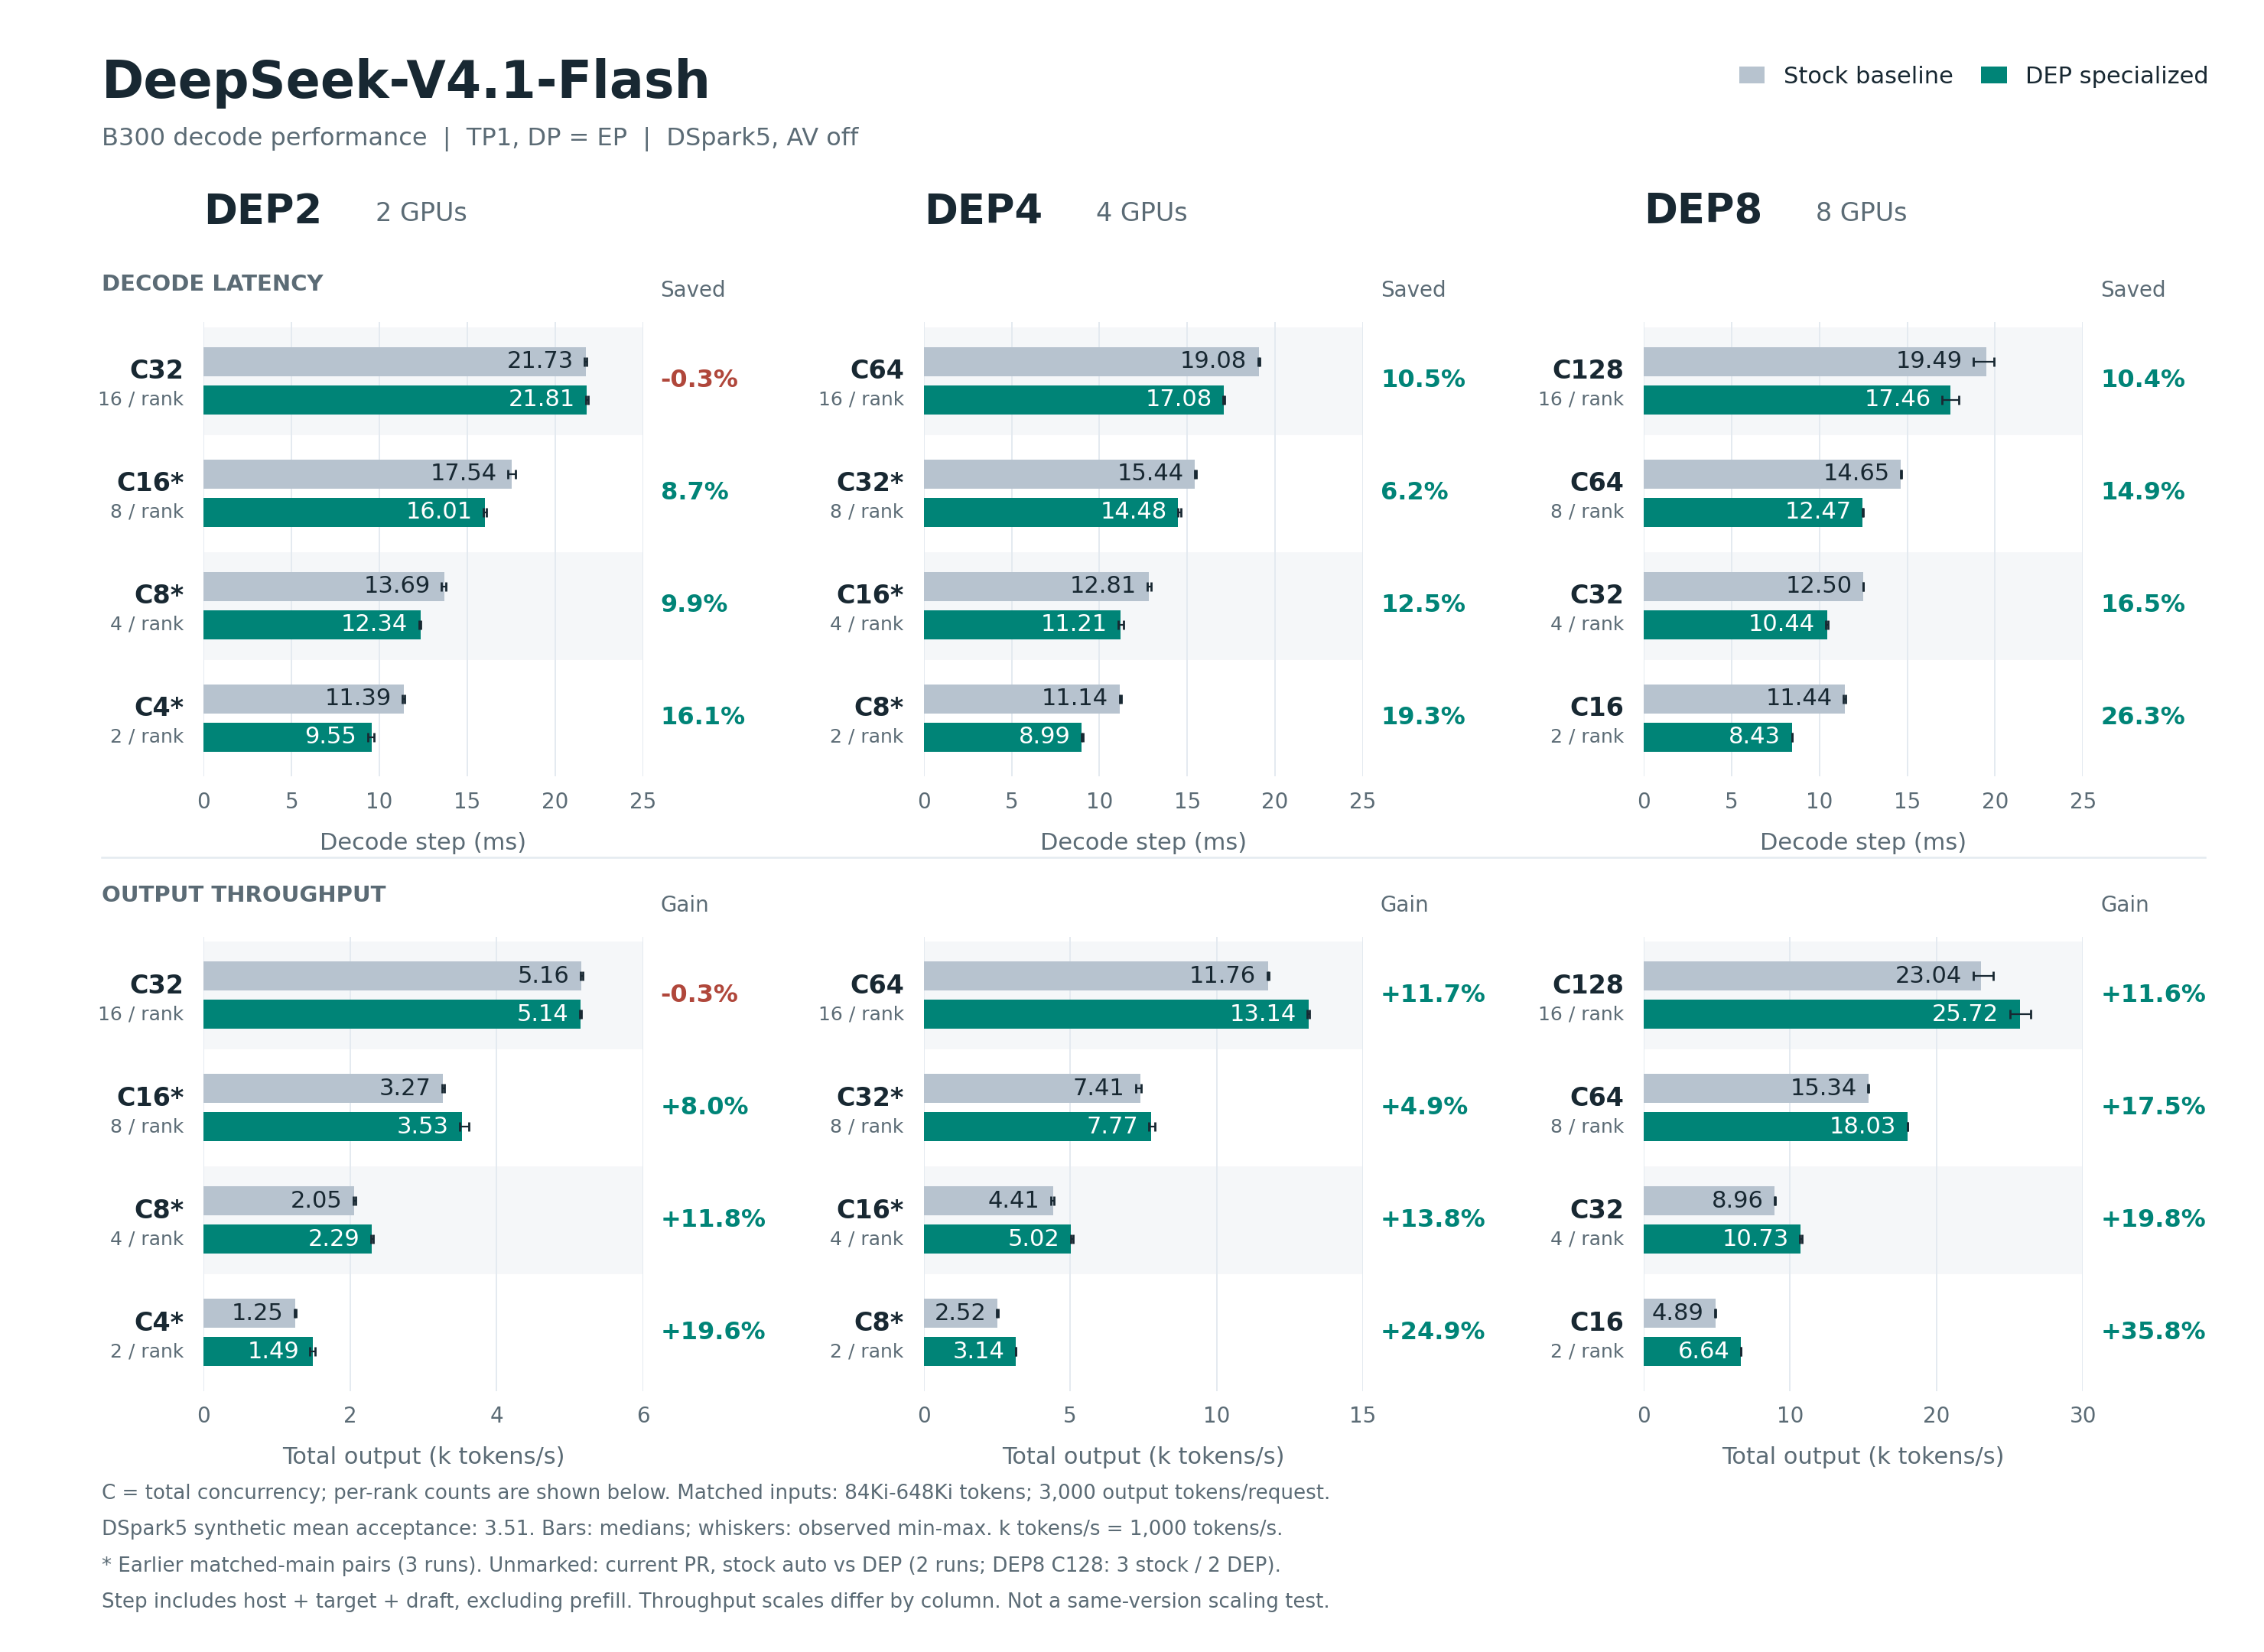 DeepSeek-V4.1-Flash
Stock baseline
DEP specialized
B300 decode performance | TP1, DP = EP | DSpark5, AV off
DEP2 2 GPUs
DEP4 4 GPUs
DEP8 8 GPUs
DECODE LATENCY
Saved
C32
16 / rank
21.73
21.81
-0.3%
C16*
8 / rank
17.54
16.01
8.7%
C8*
4 / rank
13.69
12.34
9.9%
C4*
2 / rank
11.39
9.55
16.1%
0 5 10 15 20 25
Decode step (ms)
Saved
C64
16 / rank
19.08
17.08
10.5%
C32*
8 / rank
15.44
14.48
6.2%
C16*
4 / rank
12.81
11.21
12.5%
C8*
2 / rank
11.14
8.99
19.3%
0 5 10 15 20 25
Decode step (ms)
Saved
C128
16 / rank
19.49
17.46
10.4%
C64
8 / rank
14.65
12.47
14.9%
C32
4 / rank
12.50
10.44
16.5%
C16
2 / rank
11.44
8.43
26.3%
0 5 10 15 20 25
Decode step (ms)
OUTPUT THROUGHPUT
Gain
C32
16 / rank
5.16
5.14
-0.3%
C16*
8 / rank
3.27
3.53
+8.0%
C8*
4 / rank
2.05
2.29
+11.8%
C4*
2 / rank
1.25
1.49
+19.6%
0 2 4 6
Total output (k tokens/s)
Gain
C64
16 / rank
11.76
13.14
+11.7%
C32*
8 / rank
7.41
7.77
+4.9%
C16*
4 / rank
4.41
5.02
+13.8%
C8*
2 / rank
2.52
3.14
+24.9%
0 5 10 15
Total output (k tokens/s)
Gain
C128
16 / rank
23.04
25.72
+11.6%
C64
8 / rank
15.34
18.03
+17.5%
C32
4 / rank
8.96
10.73
+19.8%
C16
2 / rank
4.89
6.64
+35.8%
0 10 20 30
Total output (k tokens/s)
C = total concurrency; per-rank counts are shown below. Matched inputs: 84Ki-648Ki tokens; 3,000 output tokens/request.
DSpark5 synthetic mean acceptance: 3.51. Bars: medians; whiskers: observed min-max. k tokens/s = 1,000 tokens/s.
* Earlier matched-main pairs (3 runs). Unmarked: current PR, stock auto vs DEP (2 runs; DEP8 C128: 3 stock / 2 DEP).
Step includes host + target + draft, excluding prefill. Throughput scales differ by column. Not a same-version scaling test.